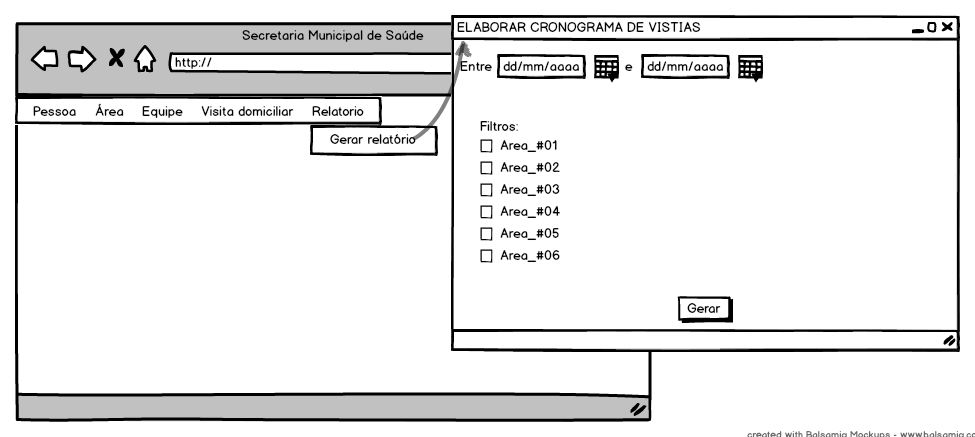 Secretaria Municipal de Saúde
http://
Pessoa Área Equipe Visita domiciliar Relatorio
Gerar relatório
ELABORAR CRONOGRAMA DE VISTIAS
Entre dd/mm/aaaa e dd/mm/aaaa
Filtros:
Area_#01
Area_#02
Area_#03
Area_#04
Area_#05
Area_#06
Gerar
created with Balsamiq Mockups - www.balsamiq.co